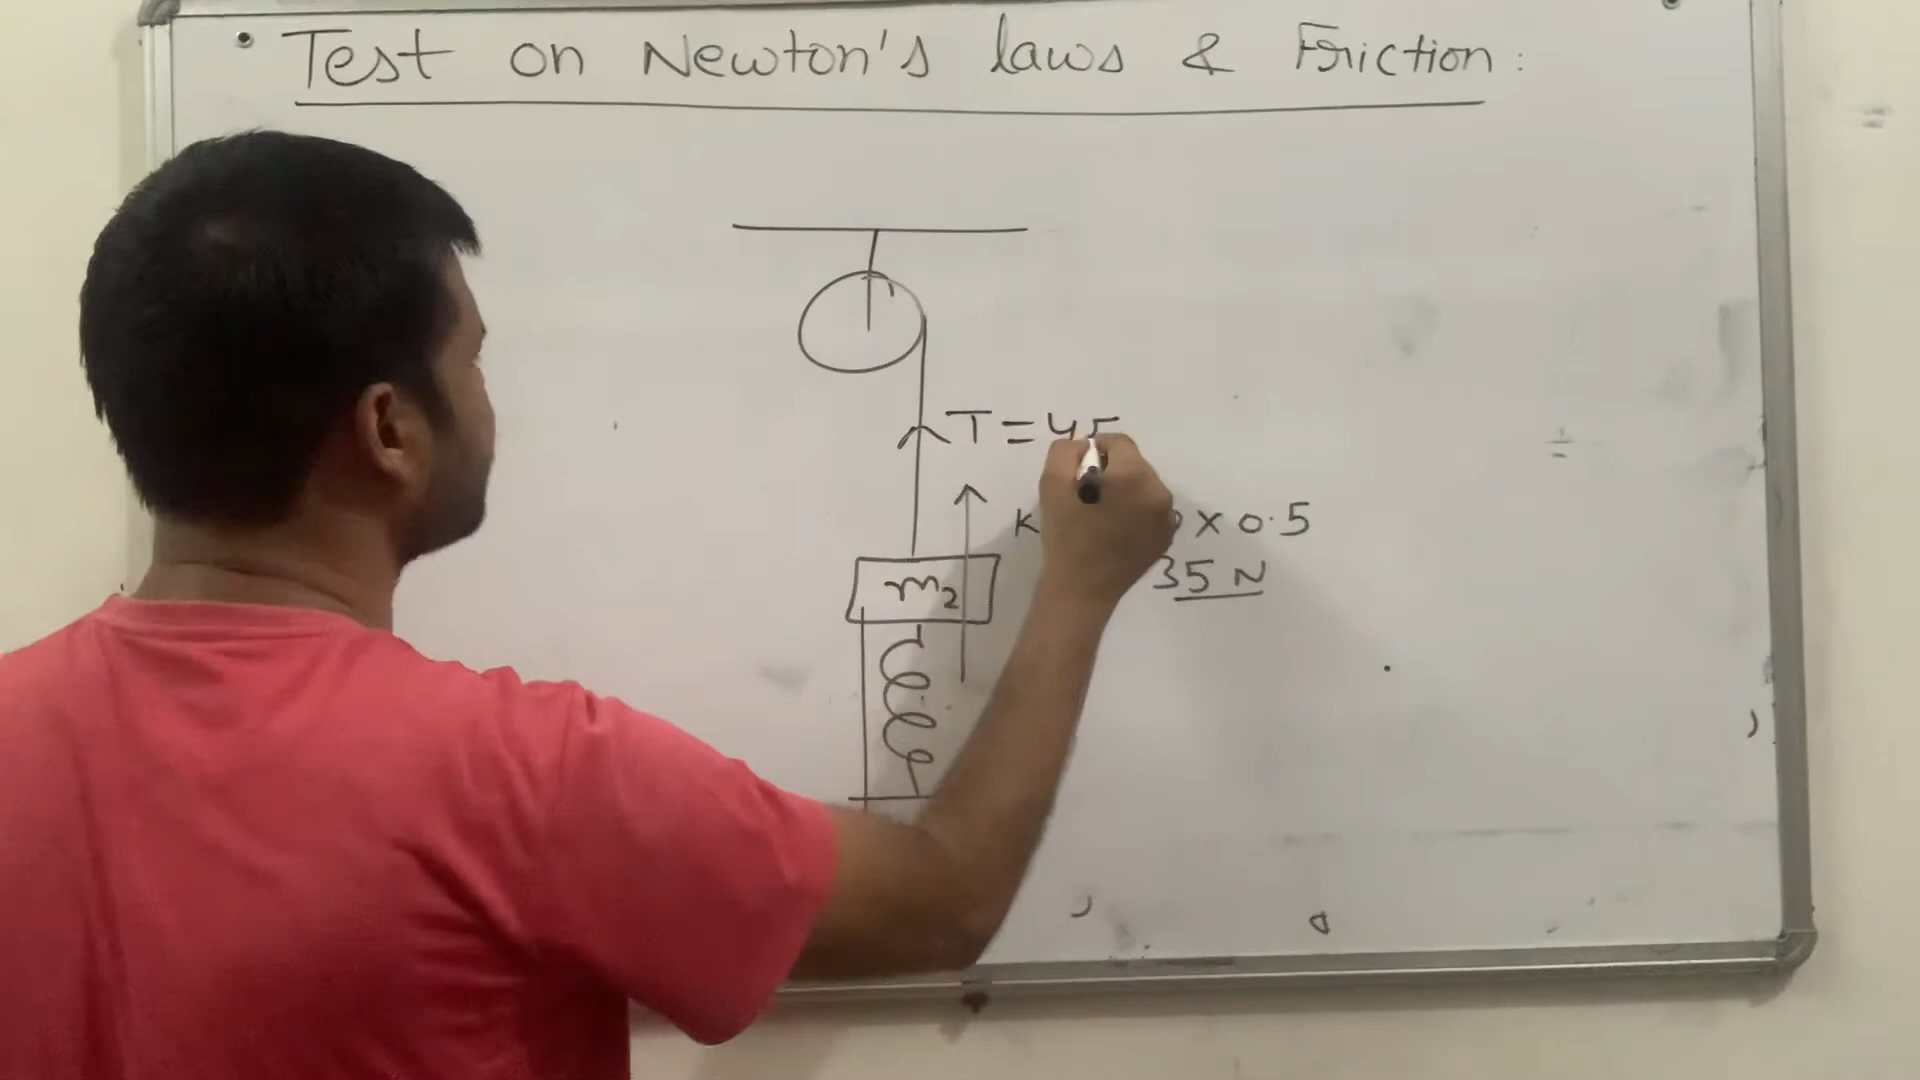 • Test on Newton's laws & Friction:
T = 45
K × 0.5
35 N
m₂